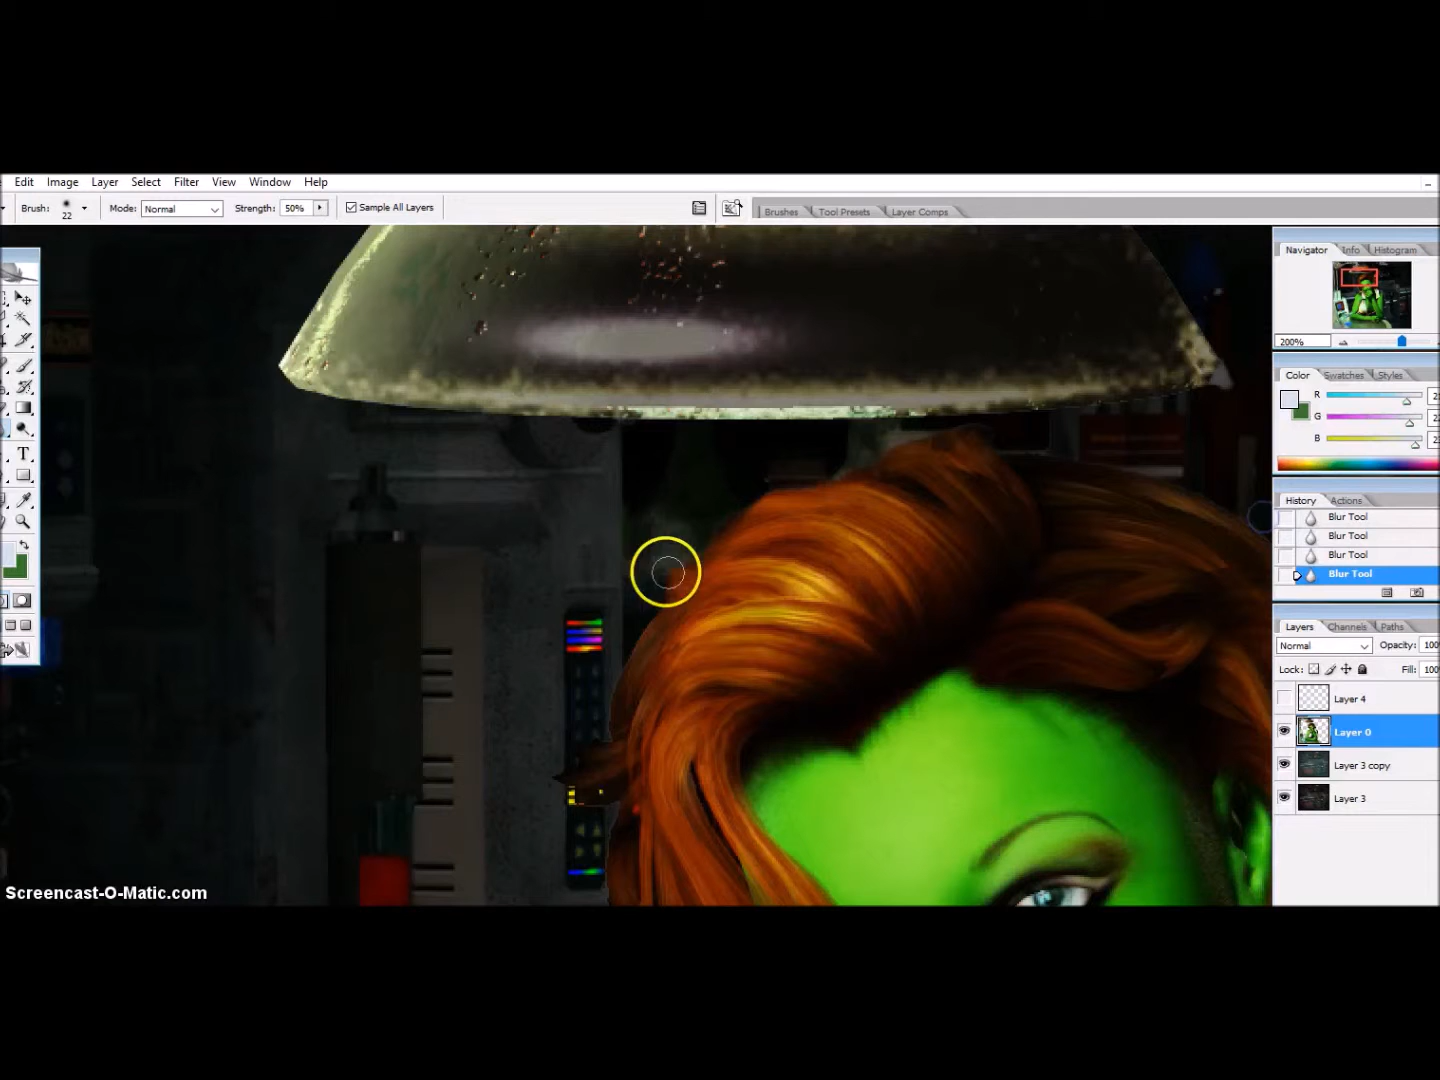 Edit Image Layer Select Filter View Window Help
Brush: 22 Mode: Normal Strength: 50% Sample All Layers Brushes Tool Presets Layer Comps
Navigator Info Histogram
200%
Color Swatches Styles
R
G
B
History Actions
Blur Tool
Blur Tool
Blur Tool
Blur Tool
Layers Channels Paths
Normal Opacity: 100
Lock: Fill: 100
Layer 4
Layer 0
Layer 3 copy
Layer 3
T
Screencast-O-Matic.com